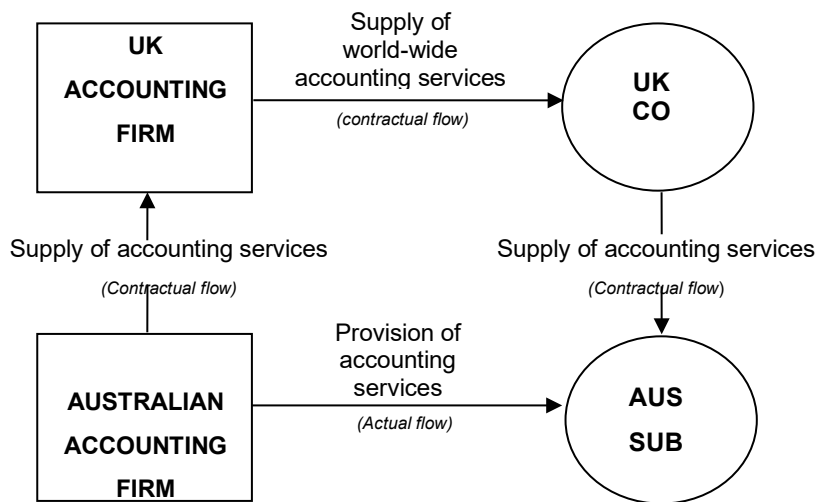 UK
ACCOUNTING
FIRM
Supply of
world-wide
accounting services
(contractual flow)
UK
CO
Supply of accounting services
(Contractual flow)
Supply of accounting services
(Contractual flow)
AUSTRALIAN
ACCOUNTING
FIRM
Provision of
accounting
services
(Actual flow)
AUS
SUB